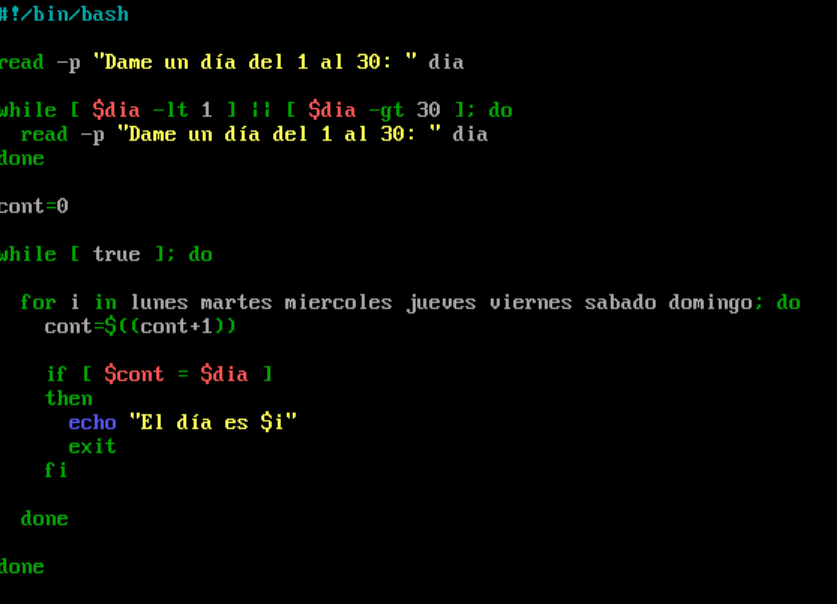 #!/bin/bash
read -p "Dame un día del 1 al 30: " dia
while [ $dia -lt 1 ] || [ $dia -gt 30 ]; do
read -p "Dame un día del 1 al 30: " dia
done
cont=0
while [ true ]; do
for i in lunes martes miercoles jueves viernes sabado domingo; do
cont=$((cont+1))
if [ $cont = $dia ]
then
echo "El día es $i"
exit
fi
done
done